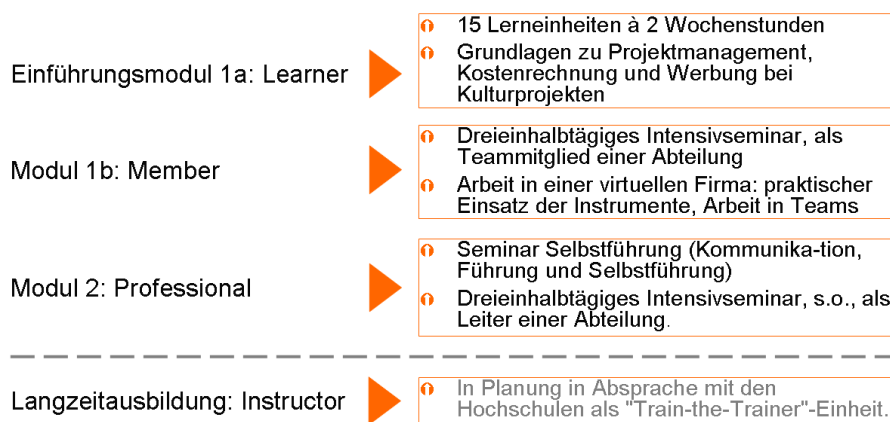 15 Lerneinheiten à 2 Wochenstunden
Einführungsmodul 1a: Learner
Grundlagen zu Projektmanagement,
Kostenrechnung und Werbung bei
Kulturprojekten
Modul 1b: Member
Dreieinhalbtägiges Intensivseminar, als
Teammitglied einer Abteilung
Arbeit in einer virtuellen Firma: praktischer
Einsatz der Instrumente, Arbeit in Teams
Modul 2: Professional
Seminar Selbstführung (Kommunika-tion,
Führung und Selbstführung)
Dreieinhalbtägiges Intensivseminar, s.o., als
Leiter einer Abteilung.
Langzeitausbildung: Instructor
In Planung in Absprache mit den
Hochschulen als "Train-the-Trainer"-Einheit.